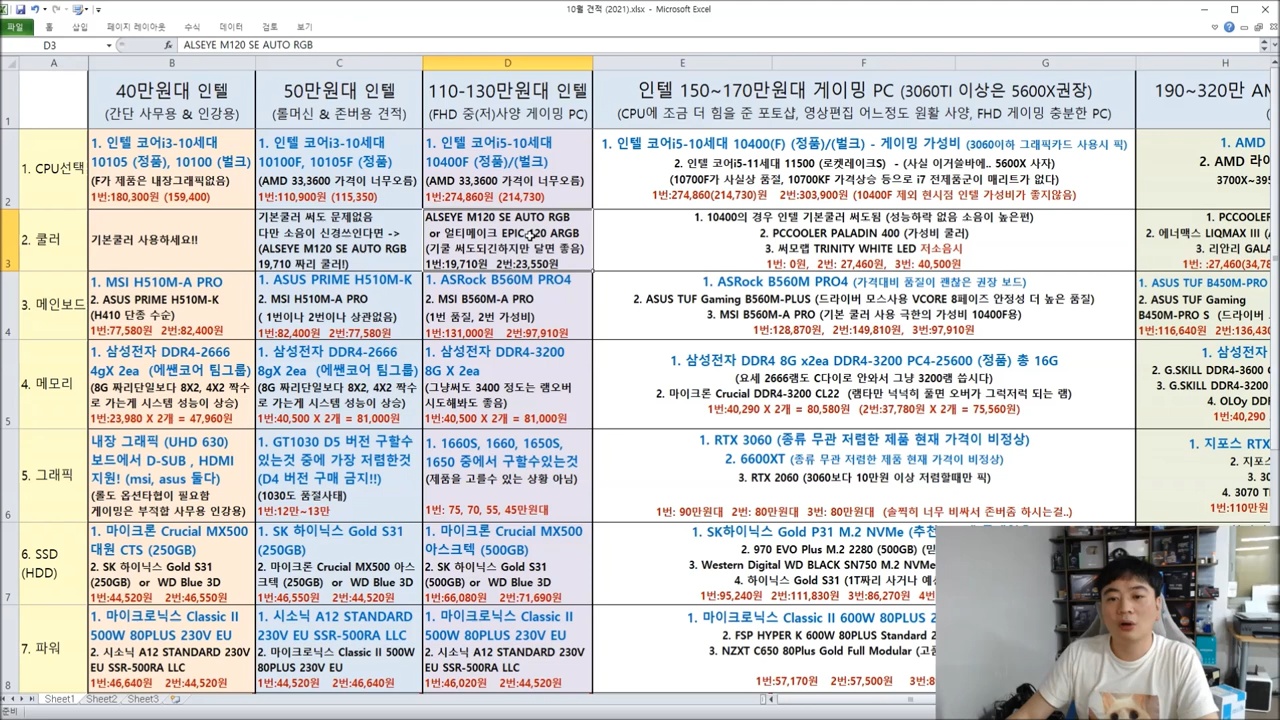 10월 견적 (2021).xlsx - Microsoft Excel
파일 홈 삽입 페이지 레이아웃 수식 데이터 검토 보기
D3 fx ALSEYE M120 SE AUTO RGB
A B C D E F G H
1
40만원대 인텔
(간단 사무용 & 인강용)
50만원대 인텔
(롤머신 & 존버용 견적)
110-130만원대 인텔
(FHD 중(저)사양 게이밍 PC)
인텔 150~170만원대 게이밍 PC (3060TI 이상은 5600X권장)
(CPU에 조금 더 힘을 준 포토샵, 영상편집 어느정도 원활 사양, FHD 게이밍 충분한 PC)
190~320만 AM
2
1. CPU선택
1. 인텔 코어i3-10세대
10105 (정품), 10100 (벌크)
(F가 제품은 내장그래픽없음)
1번:180,300원 (159,400)
1. 인텔 코어i3-10세대
10100F, 10105F (정품)
(AMD 33,3600 가격이 너무오름)
1번:110,900원 (115,350)
1. 인텔 코어i5-10세대
10400F (정품)/(벌크)
(AMD 33,3600 가격이 너무오름)
1번:274,860원 (214,730)
1. 인텔 코어i5-10세대 10400(F) (정품)/(벌크) - 게이밍 가성비 (3060이하 그래픽카드 사용시 픽)
2. 인텔 코어i5-11세대 11500 (로켓레이크S) - (사실 이거쓸바에.. 5600X 사자)
(10700F가 사실상 품절, 10700KF 가격상승 등으로 i7 전제품군이 매리트가 없다)
1번:274,860(214,730)원 2번:303,900원 (10400F 제외 현시점 인텔 가성비가 좋지않음)
1. AMD
2. AMD 라이
3700X~395
3
2. 쿨러
기본쿨러 사용하세요!!
기본쿨러 써도 문제없음
다만 소음이 신경쓰인다면 ->
(ALSEYE M120 SE AUTO RGB
19,710 짜리 쿨러!)
ALSEYE M120 SE AUTO RGB
or 얼티메이크 EPIC-120 ARGB
(기쿨 써도되긴하지만 달면 좋음)
1번:19,710원 2번:23,550원
1. 10400의 경우 인텔 기본쿨러 써도됨 (성능하락 없음 소음이 높은편)
2. PCCOOLER PALADIN 400 (가성비 쿨러)
3. 써모랩 TRINITY WHITE LED 저소음시
1번: 0원, 2번: 27,460원, 3번: 40,500원
1. PCCOOLER
2. 에너맥스 LIQMAX III (A
3. 리안리 GALA
1번: :27,460(34,78
4
3. 메인보드
1. MSI H510M-A PRO
2. ASUS PRIME H510M-K
(H410 단종 수순)
1번:77,580원 2번:82,400원
1. ASUS PRIME H510M-K
2. MSI H510M-A PRO
( 1번이나 2번이나 상관없음)
1번:82,400원 2번:77,580원
1. ASRock B560M PRO4
2. MSI B560M-A PRO
(1번 품질, 2번 가성비)
1번:131,000원 2번:97,910원
1. ASRock B560M PRO4 (가격대비 품질이 괜찮은 권장 보드)
2. ASUS TUF Gaming B560M-PLUS (드라이버 모스사용 VCORE 8페이즈 안정성 더 높은 품질)
3. MSI B560M-A PRO (기본 쿨러 사용 극한의 가성비 10400F용)
1번:128,870원, 2번:149,810원, 3번:97,910원
1. ASUS TUF B450M-PRO
2. ASUS TUF Gaming
B450M-PRO S (드라이버
1번:116,640원 2번:136,430
5
4. 메모리
1. 삼성전자 DDR4-2666
4gX 2ea (에쎈코어 팀그룹)
(8G 짜리단일보다 8X2, 4X2 짝수
로 가는게 시스템 성능이 상승)
1번:23,980 X 2개 = 47,960원
1. 삼성전자 DDR4-2666
8gX 2ea (에쎈코어 팀그룹)
(8G 짜리단일보다 8X2, 4X2 짝수
로 가는게 시스템 성능이 상승)
1번:40,500 X 2개 = 81,000원
1. 삼성전자 DDR4-3200
8G X 2ea
(그냥써도 3400 정도는 램오버
시도해봐도 좋음)
1번:40,500 X 2개 = 81,000원
1. 삼성전자 DDR4 8G x2ea DDR4-3200 PC4-25600 (정품) 총 16G
(요세 2666램도 C다이로 안와서 그냥 3200램 씁시다)
2. 마이크론 Crucial DDR4-3200 CL22 (램타만 넉넉히 풀면 오버가 그럭저럭 되는 램)
1번:40,290 X 2개 = 80,580원 (2번:37,780원 X 2개 = 75,560원)
1. 삼성전
2. G.SKILL DDR4-3600 C
3. G.SKILL DDR4-3200
4. OLOy DDR
1번:40,290
6
5. 그래픽
내장 그래픽 (UHD 630)
보드에서 D-SUB , HDMI
지원! (msi, asus 둘다)
(롤도 옵션타협이 필요함
게이밍은 부적합 사무용 인강용)
1. GT1030 D5 버전 구할수
있는것 중에 가장 저렴한것
(D4 버전 구매 금지!!)
(1030도 품절사태)
1번:12만~13만
1. 1660S, 1660, 1650S,
1650 중에서 구할수있는것
(제품을 고를수 있는 상황 아님)
1번: 75, 70, 55, 45만원대
1. RTX 3060 (종류 무관 저렴한 제품 현재 가격이 비정상)
2. 6600XT (종류 무관 저렴한 제품 현재 가격이 비정상)
3. RTX 2060 (3060보다 10만원 이상 저렴할때만 픽)
1번: 90만원대 2번: 80만원대 3번: 80만원대 (솔찍히 너무 비싸서 존버좀 하시는걸..)
1. 지포스 RTX
2. 지포스
3. 지포스
4. 3070 T
1번:110만원
7
6. SSD
(HDD)
1. 마이크론 Crucial MX500
대원 CTS (250GB)
2. SK 하이닉스 Gold S31
(250GB) or WD Blue 3D
1번:44,520원 2번:46,550원
1. SK 하이닉스 Gold S31
(250GB)
2. 마이크론 Crucial MX500 아스
크텍 (250GB) or WD Blue 3D
1번:46,550원 2번:44,520원
1. 마이크론 Crucial MX500
아스크텍 (500GB)
2. SK 하이닉스 Gold S31
(500GB) or WD Blue 3D
1번:66,080원 2번:71,690원
1. SK하이닉스 Gold P31 M.2 NVMe (추천
2. 970 EVO Plus M.2 2280 (500GB) (믿
3. Western Digital WD BLACK SN750 M.2 NVMe
4. 하이닉스 Gold S31 (1T짜리 사거나 예
1번:95,240원 2번:111,830원 3번:86,270원 4
8
7. 파워
1. 마이크로닉스 Classic II
500W 80PLUS 230V EU
2. 시소닉 A12 STANDARD 230V
EU SSR-500RA LLC
1번:46,640원 2번:44,520원
1. 시소닉 A12 STANDARD
230V EU SSR-500RA LLC
2. 마이크로닉스 Classic II 500W
80PLUS 230V EU
1번:44,520원 2번:46,640원
1. 마이크로닉스 Classic II
500W 80PLUS 230V EU
2. 시소닉 A12 STANDARD 230V
EU SSR-500RA LLC
1번:46,020원 2번:44,520원
1. 마이크로닉스 Classic II 600W 80PLUS 2
2. FSP HYPER K 600W 80Plus Standard 2
3. NZXT C650 80Plus Gold Full Modular (고
1번:57,170원 2번:57,500원 3번:8
Sheet1 Sheet2 Sheet3
준비